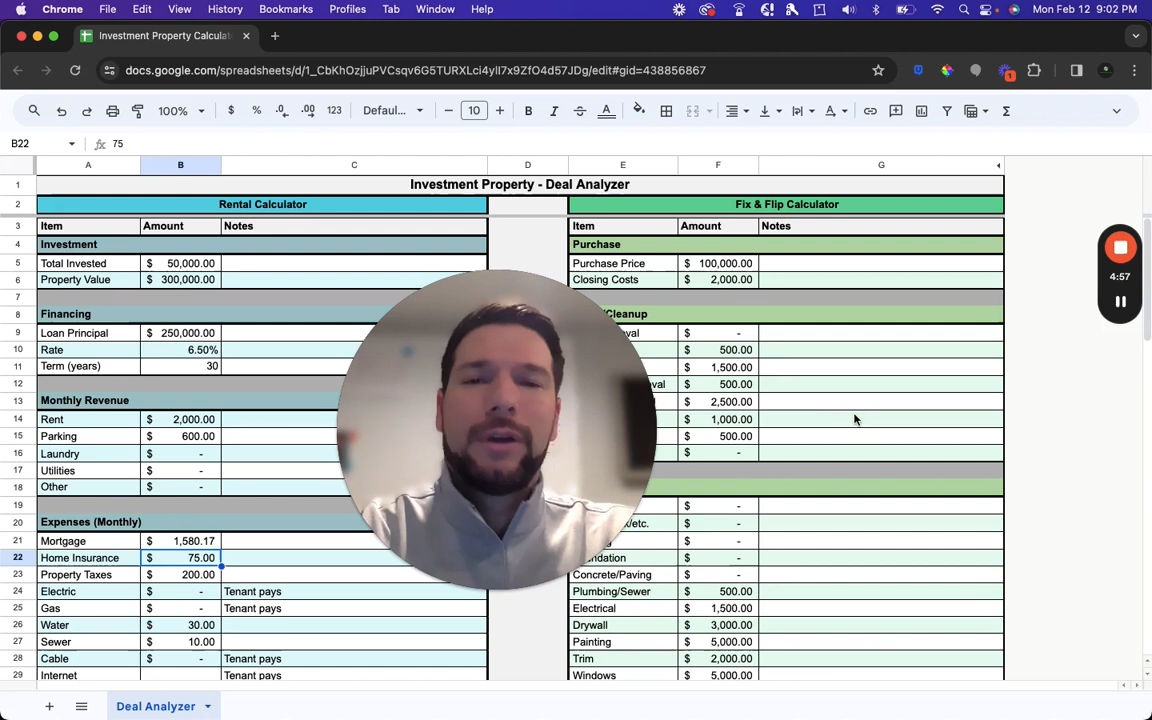 Chrome File Edit View History Bookmarks Profiles Tab Window Help Mon Feb 12 9:02 PM
Investment Property Calculat
docs.google.com/spreadsheets/d/1_CbKhOzjjuPVCsqv6G5TURXLci4yIl7x9ZfO4d57JDg/edit#gid=438856867
1
100% $ % .0 .00 123 Defaul... 10 B I S A
B22 fx 75
A B C D E F G
1 Investment Property - Deal Analyzer
2 Rental Calculator Fix & Flip Calculator
3 Item Amount Notes Item Amount Notes
4 Investment Purchase
5 Total Invested $ 50,000.00 Purchase Price $ 100,000.00
6 Property Value $ 300,000.00 Closing Costs $ 2,000.00
7
8 Financing /Cleanup
9 Loan Principal $ 250,000.00 val $ -
10 Rate 6.50% $ 500.00
11 Term (years) 30 $ 1,500.00
12 val $ 500.00
13 Monthly Revenue $ 2,500.00
14 Rent $ 2,000.00 $ 1,000.00
15 Parking $ 600.00 $ 500.00
16 Laundry $ - $ -
17 Utilities $ -
18 Other $ -
19 $ -
20 Expenses (Monthly) /etc. $ -
21 Mortgage $ 1,580.17 $ -
22 Home Insurance $ 75.00 ndation $ -
23 Property Taxes $ 200.00 Concrete/Paving $ -
24 Electric $ - Tenant pays Plumbing/Sewer $ 500.00
25 Gas $ - Tenant pays Electrical $ 1,500.00
26 Water $ 30.00 Drywall $ 3,000.00
27 Sewer $ 10.00 Painting $ 5,000.00
28 Cable $ - Tenant pays Trim $ 2,000.00
29 Internet Tenant pays Windows $ 5,000.00
4:57
Deal Analyzer